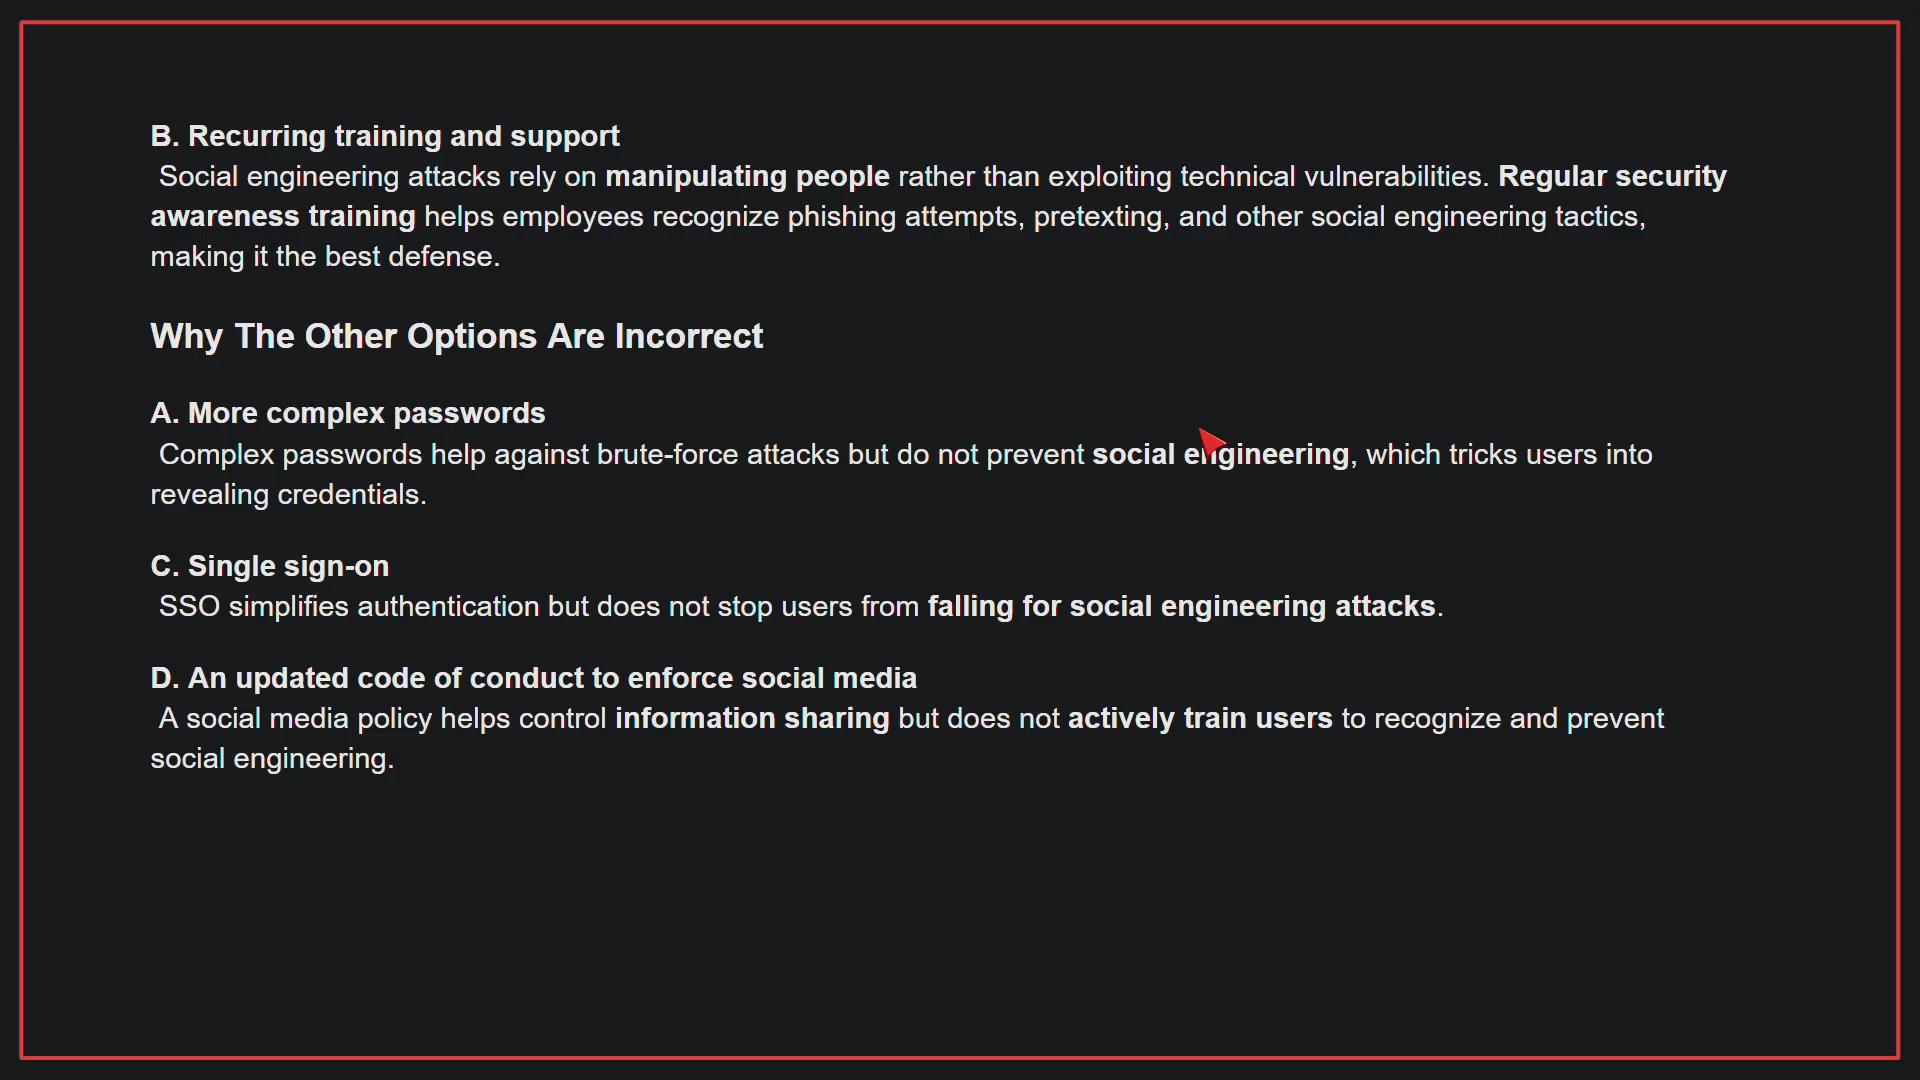 B. Recurring training and support
Social engineering attacks rely on manipulating people rather than exploiting technical vulnerabilities. Regular security
awareness training helps employees recognize phishing attempts, pretexting, and other social engineering tactics,
making it the best defense.
Why The Other Options Are Incorrect
A. More complex passwords
Complex passwords help against brute-force attacks but do not prevent social engineering, which tricks users into
revealing credentials.
C. Single sign-on
SSO simplifies authentication but does not stop users from falling for social engineering attacks.
D. An updated code of conduct to enforce social media
A social media policy helps control information sharing but does not actively train users to recognize and prevent
social engineering.